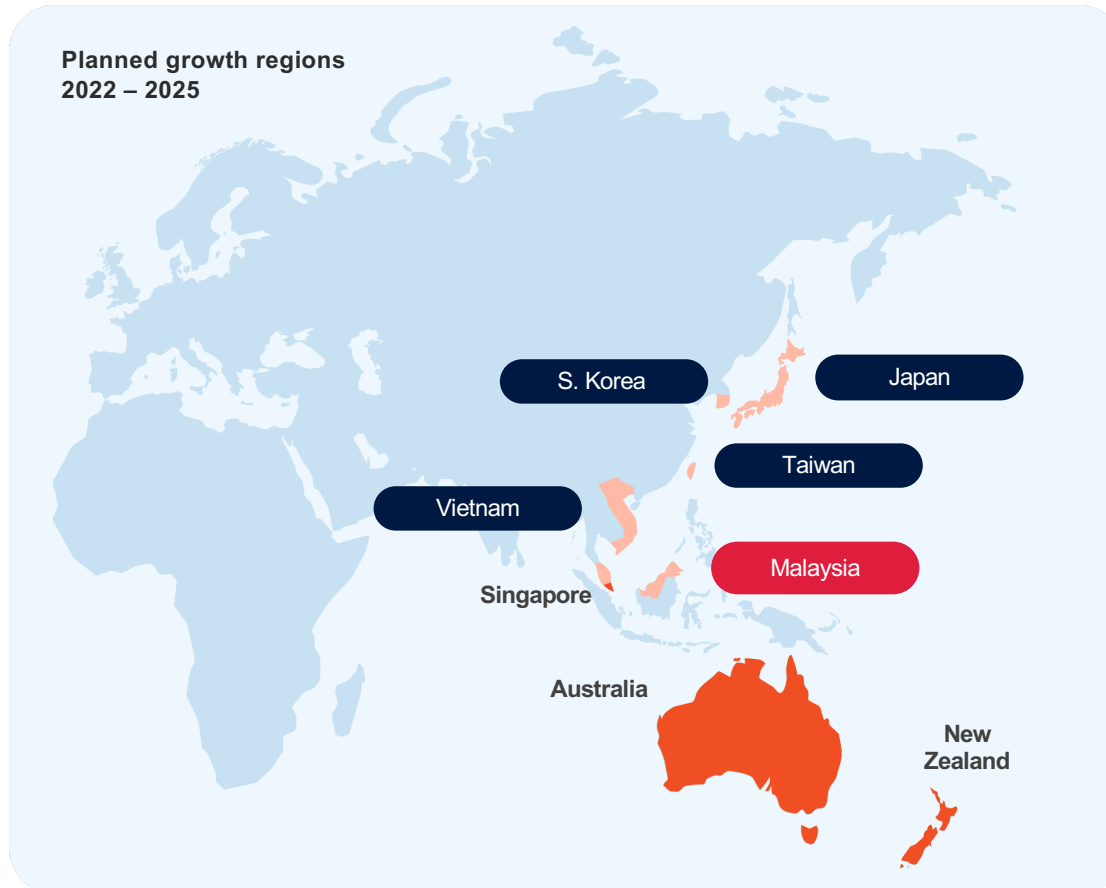 Planned growth regions
2022 – 2025
S. Korea
Japan
Taiwan
Vietnam
Malaysia
Singapore
Australia
New
Zealand